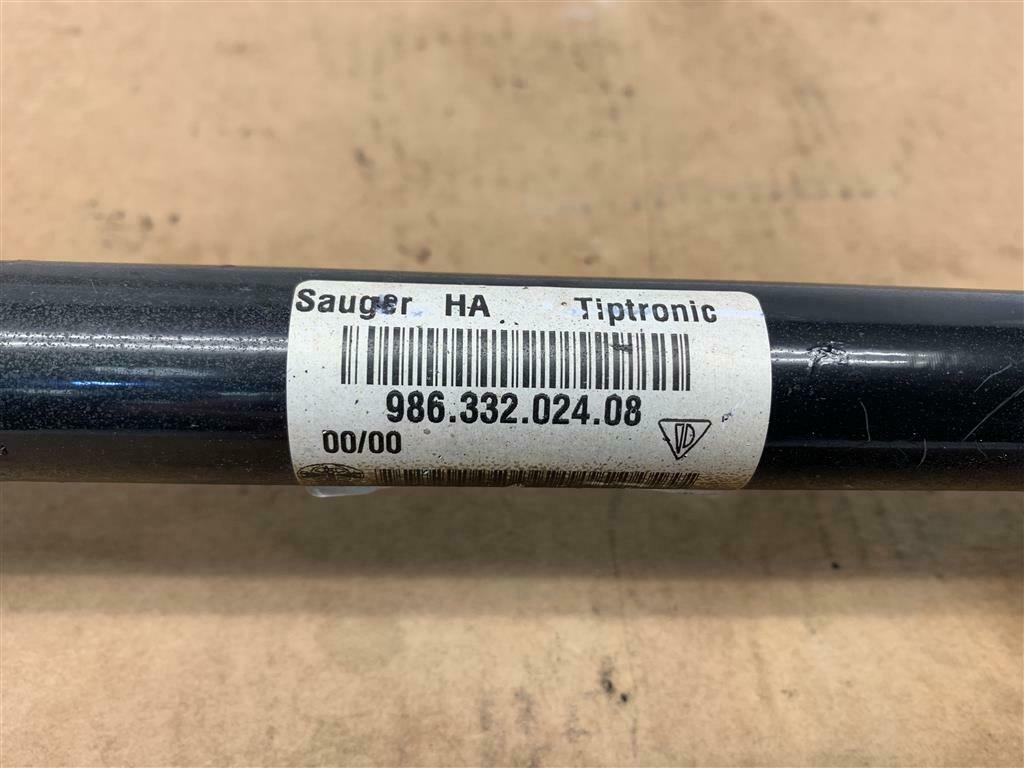 Sauger HA Tiptronic
986.332.024.08
00/00